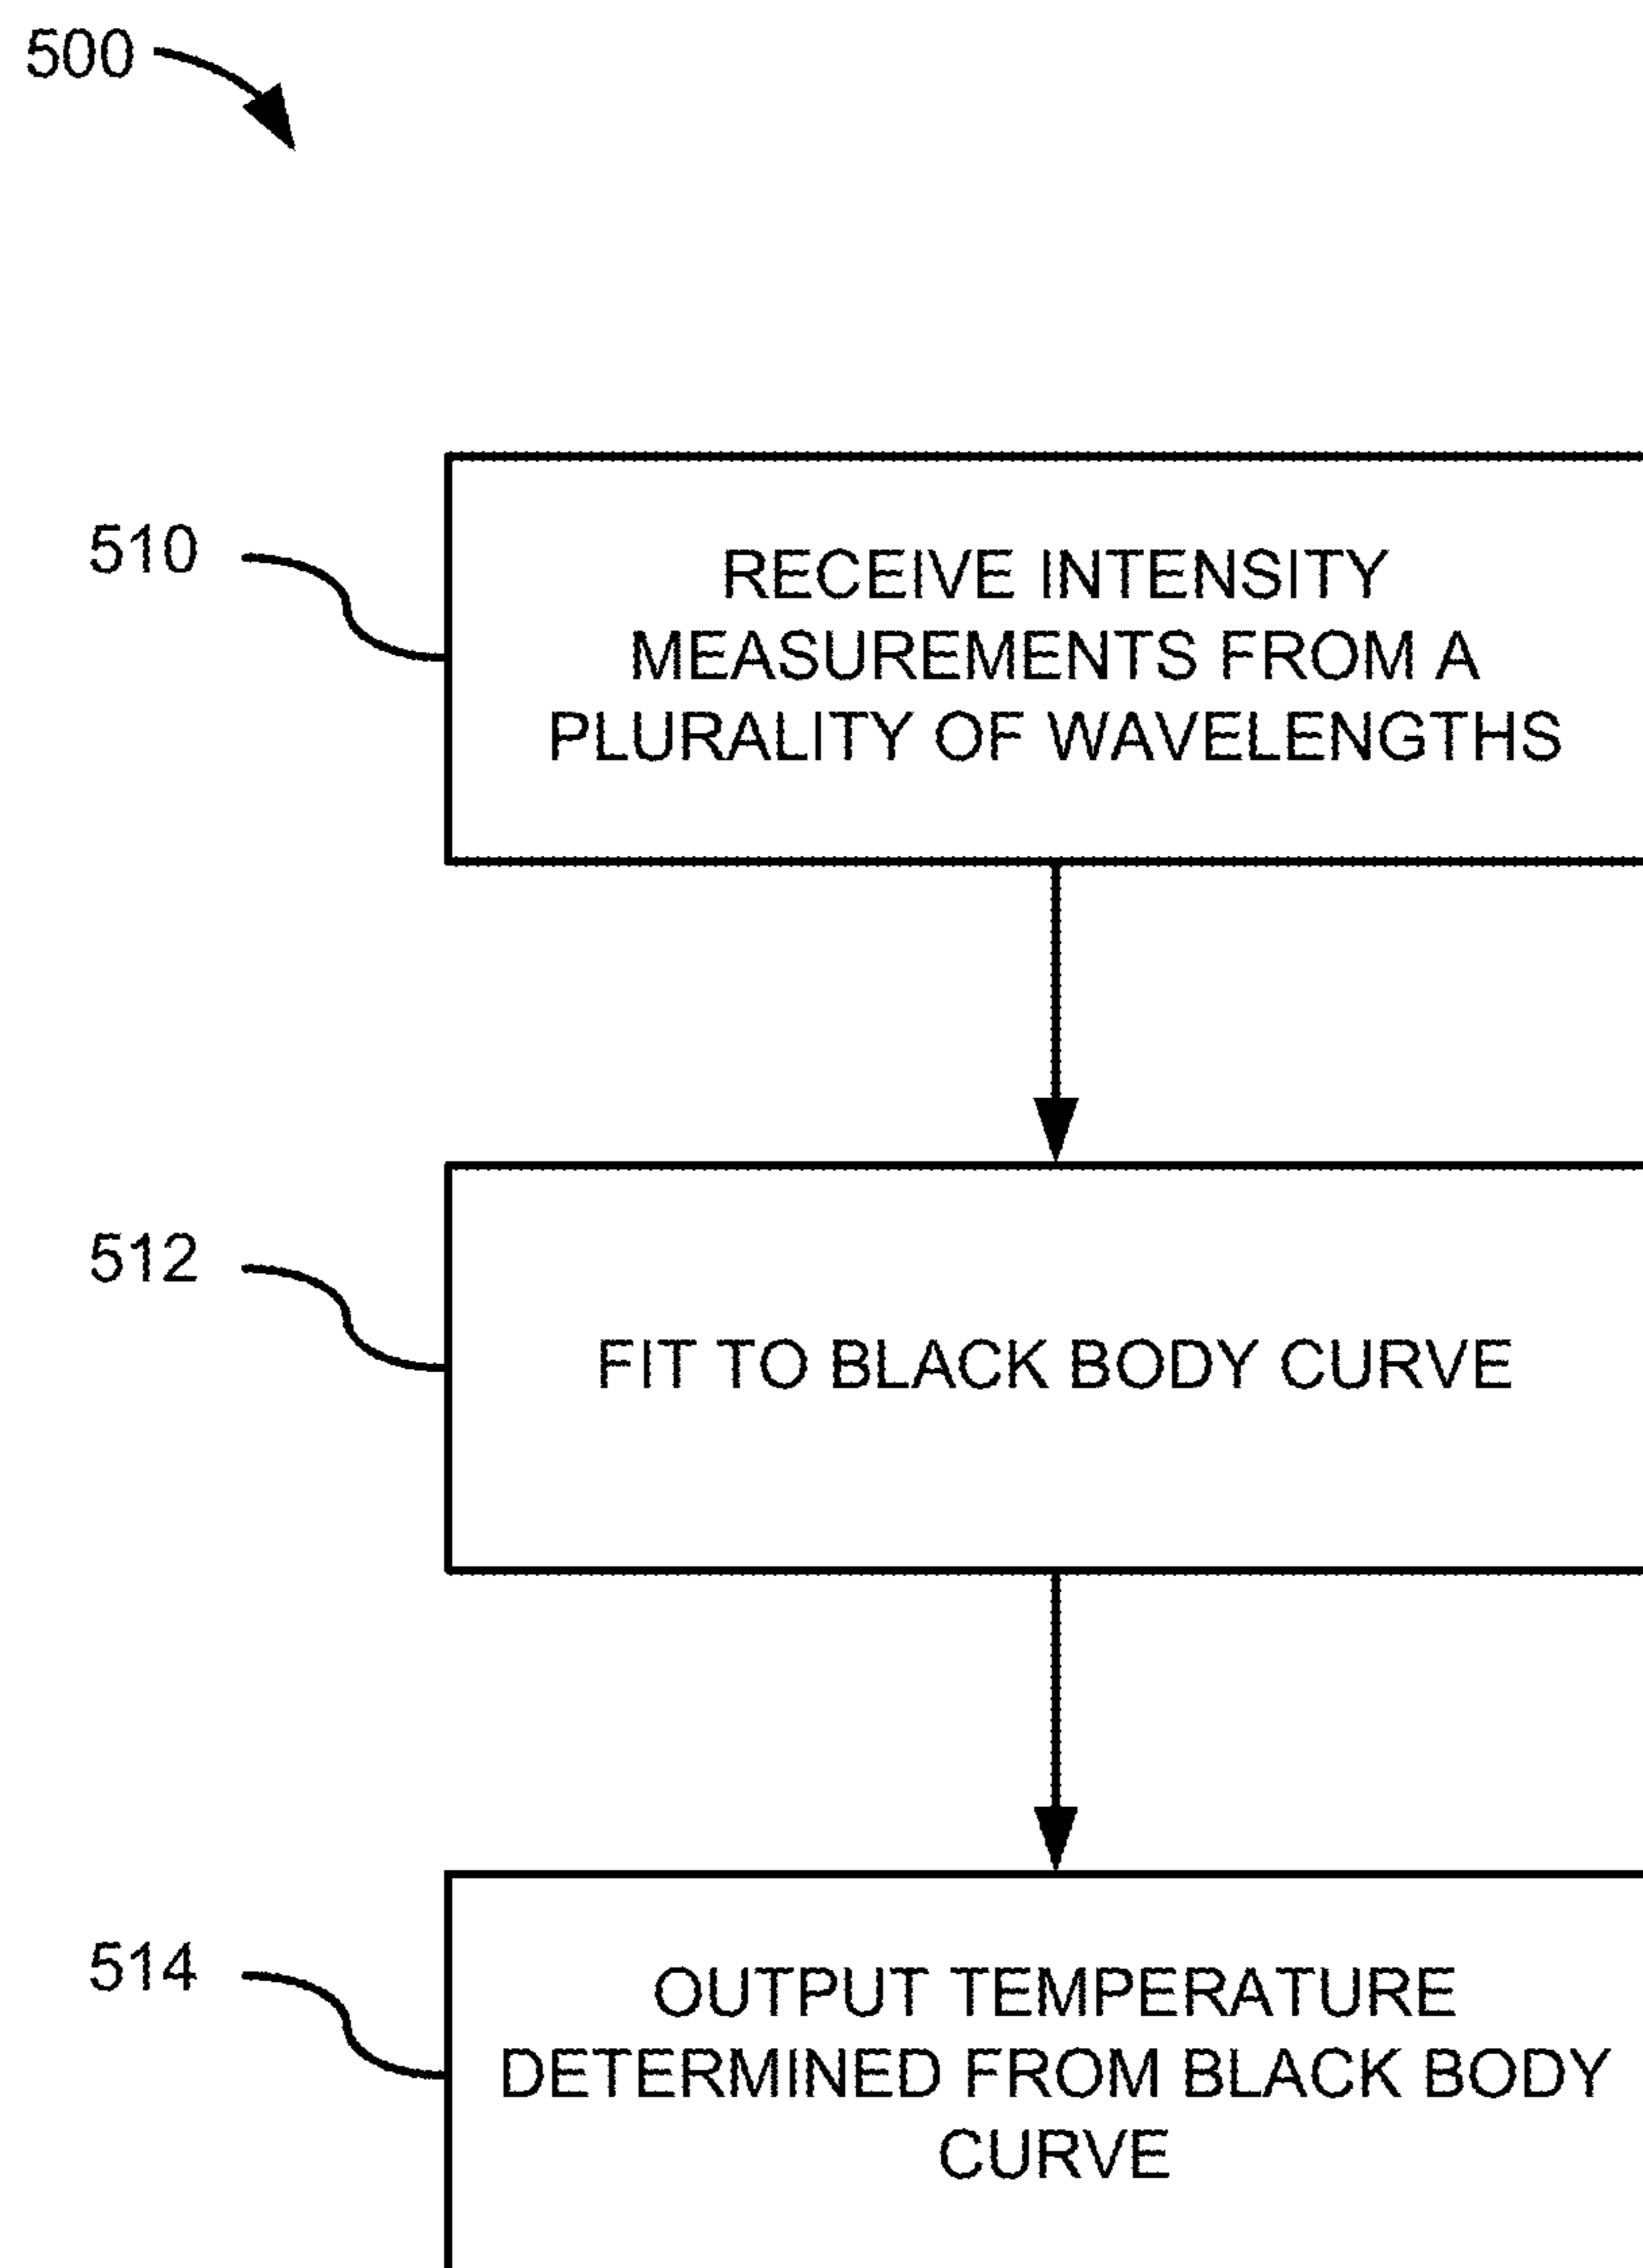 500
510
RECEIVE INTENSITY
MEASUREMENTS FROM A
PLURALITY OF WAVELENGTHS
512
FIT TO BLACK BODY CURVE
514
OUTPUT TEMPERATURE
DETERMINED FROM BLACK BODY
CURVE